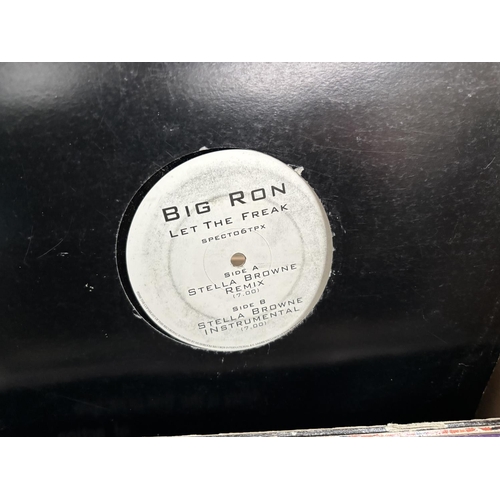 Big Ron
Let The Freak
spect06tpx
side A
Stella Browne
Remix
(7.00)
side B
Stella Browne
Instrumental
(7.00)